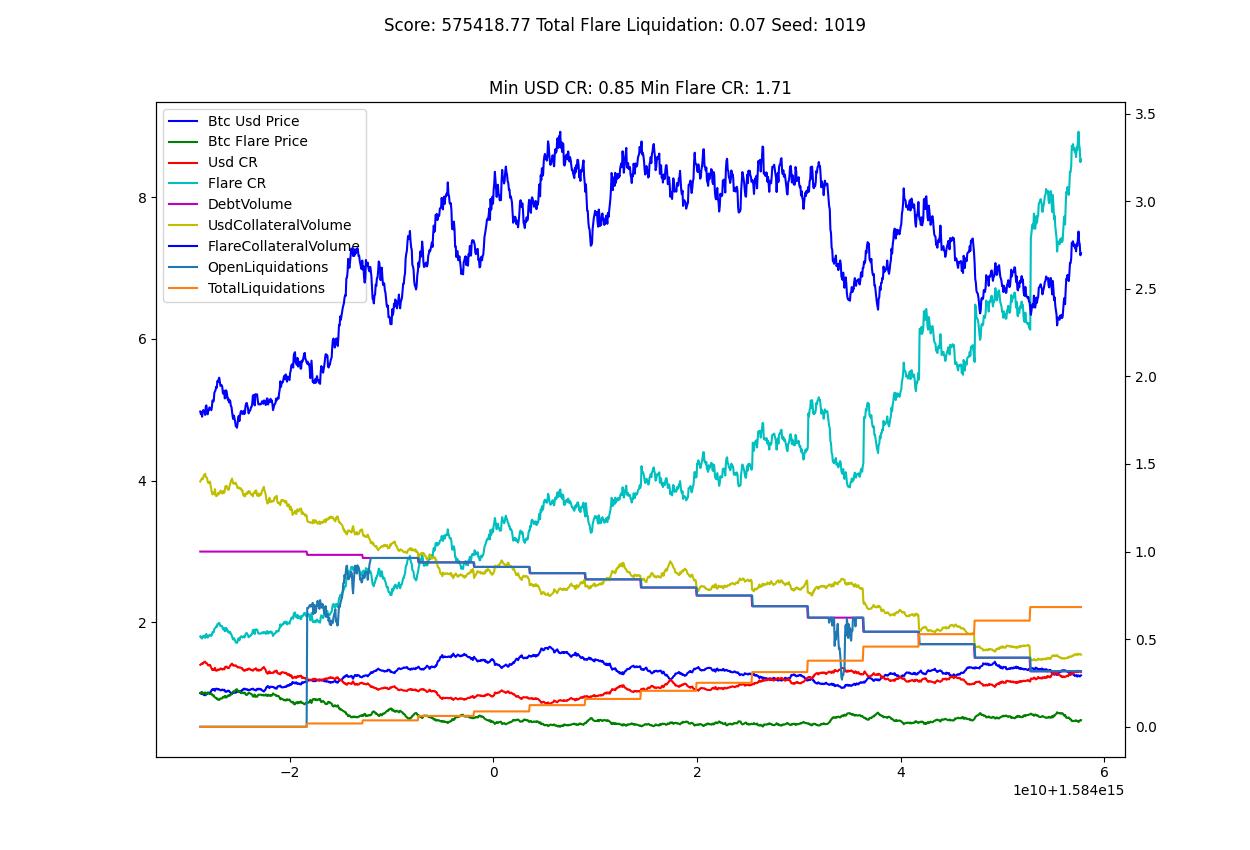 Score: 575418.77 Total Flare Liquidation: 0.07 Seed: 1019
Min USD CR: 0.85 Min Flare CR: 1.71
Btc Usd Price
Btc Flare Price
Usd CR
Flare CR
DebtVolume
UsdCollateralVolume
FlareCollateralVolume
OpenLiquidations
TotalLiquidations
8
6
4
2
3.5
3.0
2.5
2.0
1.5
1.0
0.5
0.0
−2
0
2
4
6
1e10+1.584e15